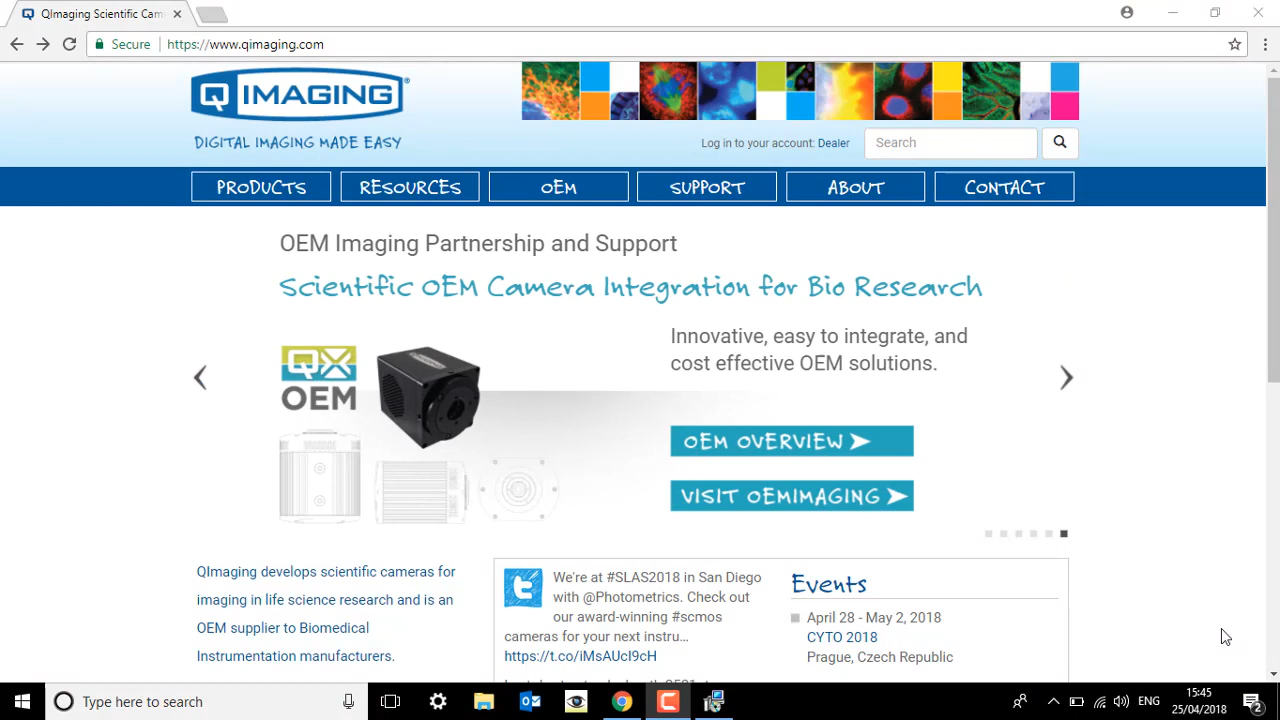 QImaging Scientific Cam
Secure https://www.qimaging.com
Q IMAGING®
DIGITAL IMAGING MADE EASY
Log in to your account: Dealer Search
PRODUCTS RESOURCES OEM SUPPORT ABOUT CONTACT
OEM Imaging Partnership and Support
Scientific OEM Camera Integration for Bio Research
Innovative, easy to integrate, and
cost effective OEM solutions.
QX
OEM
OEM OVERVIEW
VISIT OEMIMAGING
QImaging develops scientific cameras for
imaging in life science research and is an
OEM supplier to Biomedical
Instrumentation manufacturers.
We're at #SLAS2018 in San Diego
with @Photometrics. Check out
our award-winning #scmos
cameras for your next instru…
https://t.co/iMsAUcI9cH
Events
April 28 - May 2, 2018
CYTO 2018
Prague, Czech Republic
Type here to search
ENG
15:45
25/04/2018
2